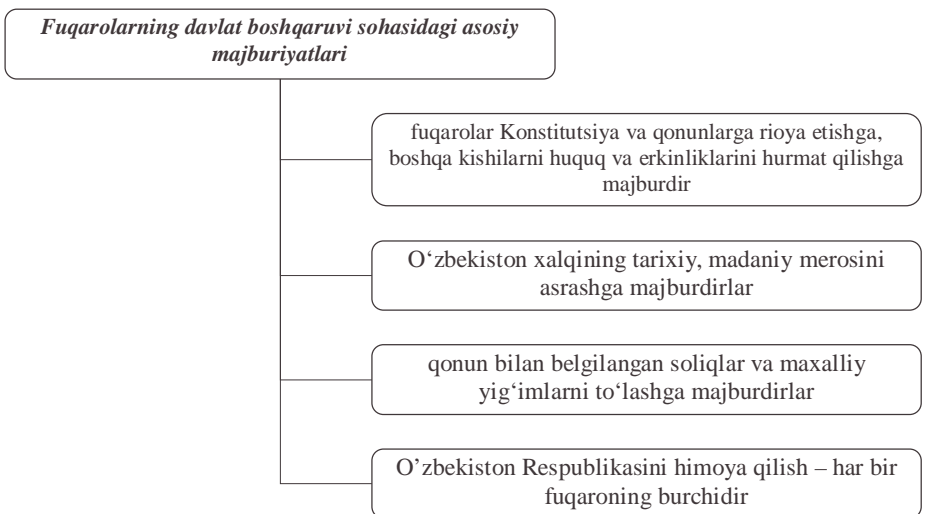 Fuqarolarning davlat boshqaruvi sohasidagi asosiy
majburiyatlari
fuqarolar Konstitutsiya va qonunlarga rioya etishga,
boshqa kishilarni huquq va erkinliklarini hurmat qilishga
majburdir
O‘zbekiston xalqining tarixiy, madaniy merosini
asrashga majburdirlar
qonun bilan belgilangan soliqlar va maxalliy
yig‘imlarni to‘lashga majburdirlar
O’zbekiston Respublikasini himoya qilish – har bir
fuqaroning burchidir